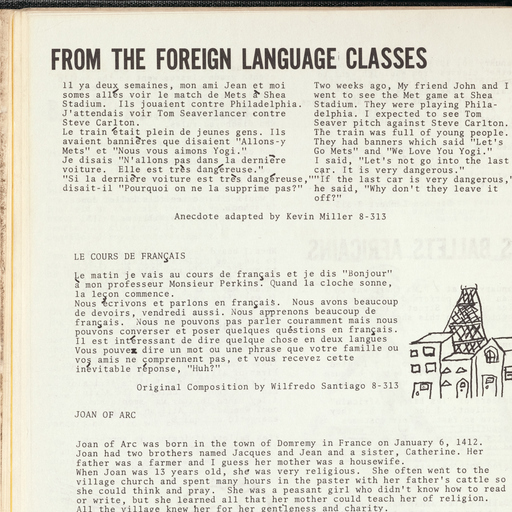 FROM THE FOREIGN LANGUAGE CLASSES
Il ya deux semaines, mon ami Jean et moi
somes allés voir le match de Mets à Shea
Stadium. Ils jouaient contre Philadelphia.
J'attendais voir Tom Seaverlancer contre
Steve Carlton.
Le train était plein de jeunes gens. Ils
avaient bannières que disaient "Allons-y
Mets" et "Nous vous aimons Yogi."
Je disais "N'allons pas dans la dernière
voiture. Elle est très dangereuse."
"Si la dernière voiture est très dangereuse,"
disait-il "Pourquoi on ne la supprime pas?"
Two weeks ago, My friend John and I
went to see the Met game at Shea
Stadium. They were playing Phila-
delphia. I expected to see Tom
Seaver pitch against Steve Carlton.
The train was full of young people.
They had banners which said "Let's
Go Mets" and "We Love You Yogi."
I said, "Let's not go into the last
car. It is very dangerous."
"If the last car is very dangerous,"
he said, "Why don't they leave it
off?"
Anecdote adapted by Kevin Miller 8-313
LE COURS DE FRANÇAIS
Le matin je vais au cours de français et je dis "Bonjour"
à mon professeur Monsieur Perkins. Quand la cloche sonne,
la leçon commence.
Nous écrivons et parlons en français. Nous avons beaucoup
de devoirs, vendredi aussi. Nous apprenons beaucoup de
français. Nous ne pouvons pas parler couramment mais nous
pouvons converser et poser quelques quéstions en français.
Il est intéressant de dire quelque chose en deux langues
Vous pouvez dire un mot ou une phrase que votre famille ou
vos amis ne comprennent pas, et vous recevez cette
inévitable réponse, "Huh?"
Original Composition by Wilfredo Santiago 8-313
JOAN OF ARC
Joan of Arc was born in the town of Domremy in France on January 6, 1412.
Joan had two brothers named Jacques and Jean and a sister, Catherine. Her
father was a farmer and I guess her mother was a housewife.
When Joan was 13 years old, she was very religious. She often went to the
village church and spent many hours in the paster with her father's cattle so
she could think and pray. She was a peasant girl who didn't know how to read
or write, but she learned all that her mother could teach her of religion.
All the village knew her for her gentleness and charity.